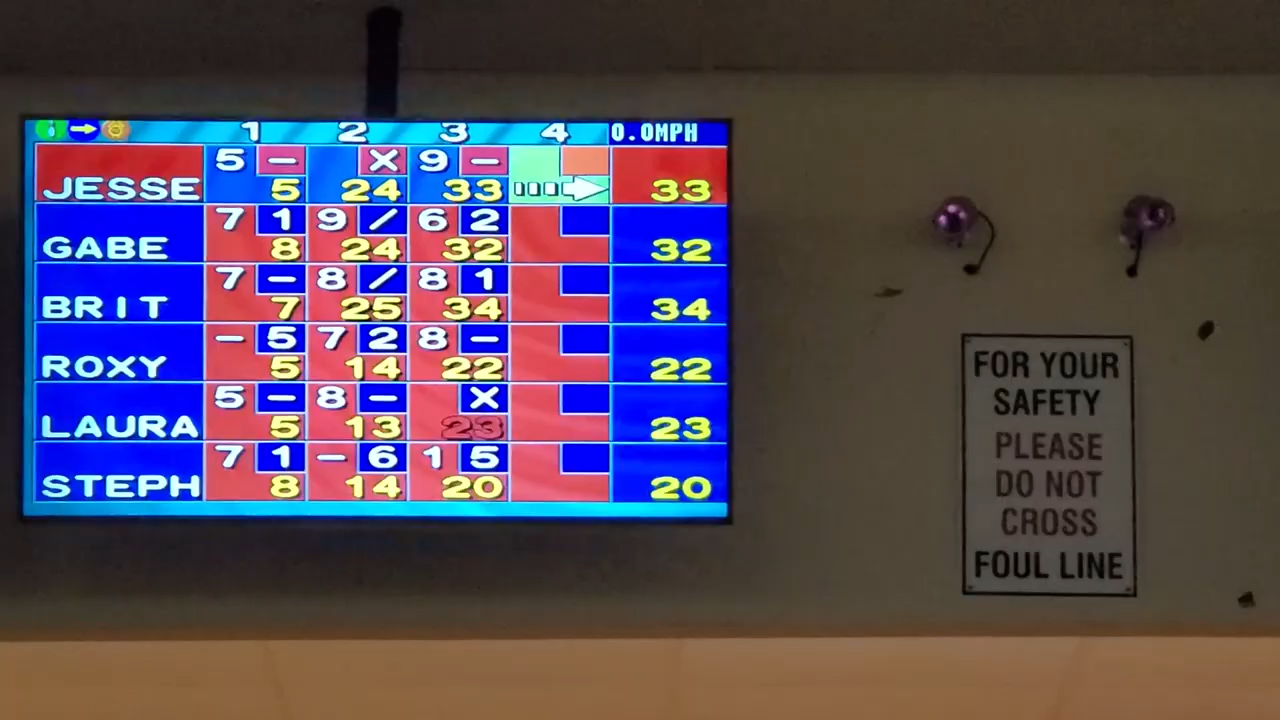 1 2 3 4 0.0MPH
5 - X 9 -
JESSE 5 24 33 33
7 1 9 / 6 2
GABE 8 24 32 32
7 - 8 / 8 1
BRIT 7 25 34 34
- 5 7 2 8 -
ROXY 5 14 22 22
5 - 8 - X
LAURA 5 13 23 23
7 1 - 6 1 5
STEPH 8 14 20 20
FOR YOUR
SAFETY
PLEASE
DO NOT
CROSS
FOUL LINE